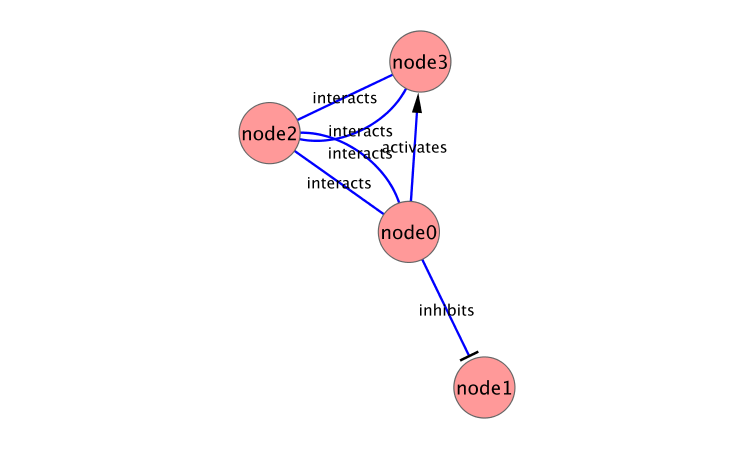 node3
interacts
node2
interacts
activates
interacts
interacts
node0
inhibits
node1